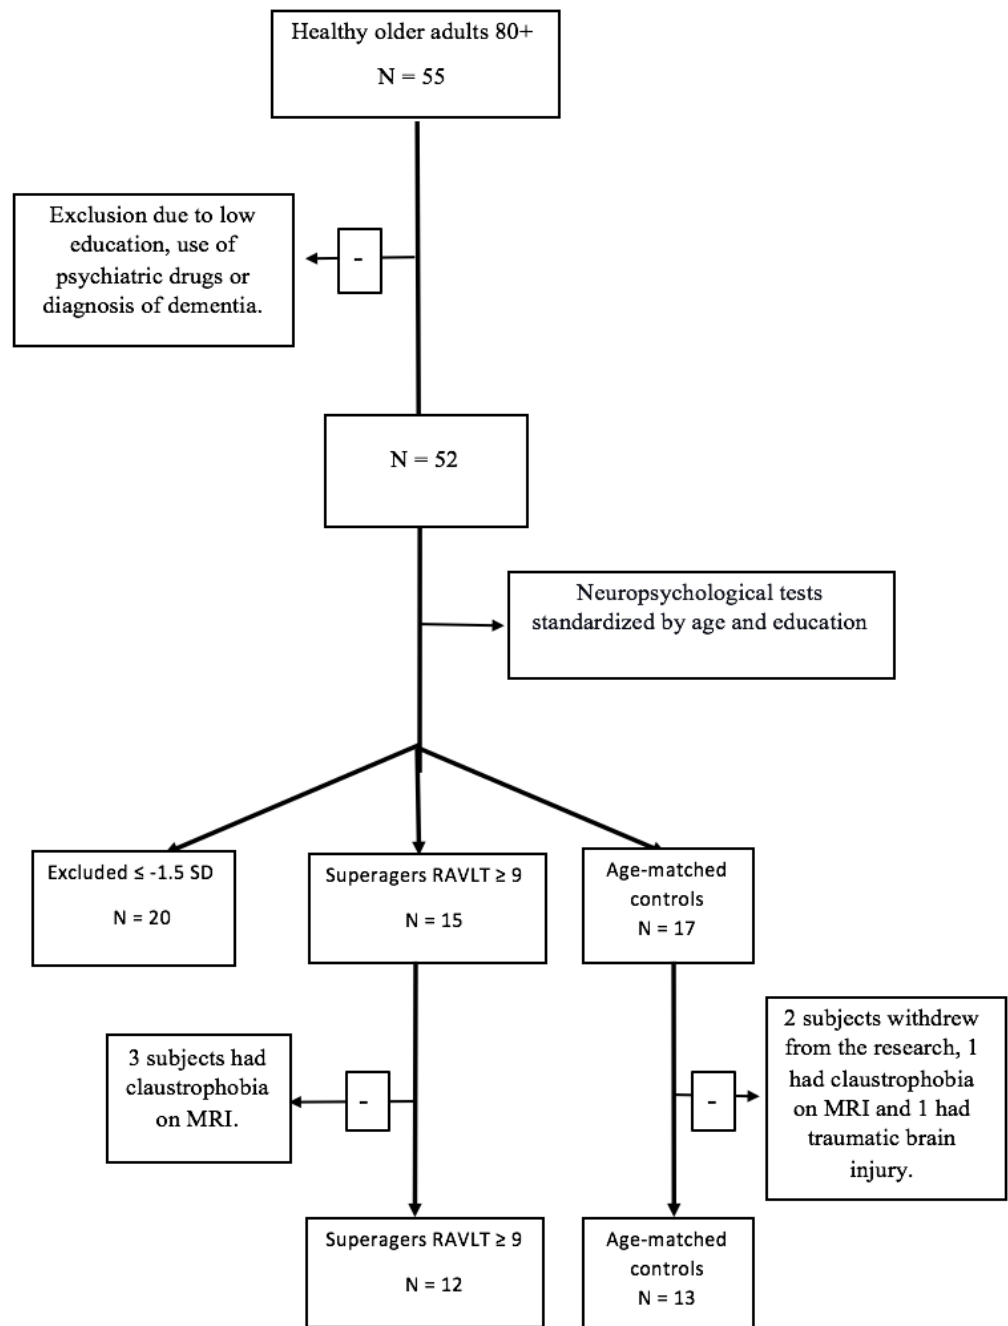 Healthy older adults 80+
N = 55
Exclusion due to low
education, use of
psychiatric drugs or
diagnosis of dementia.
-
N = 52
Neuropsychological tests
standardized by age and education
Excluded ≤ -1.5 SD
N = 20
Superagers RAVLT ≥ 9
N = 15
Age-matched
controls
N = 17
3 subjects had
claustrophobia
on MRI.
-
-
2 subjects withdrew
from the research, 1
had claustrophobia
on MRI and 1 had
traumatic brain
injury.
Superagers RAVLT ≥ 9
N = 12
Age-matched
controls
N = 13